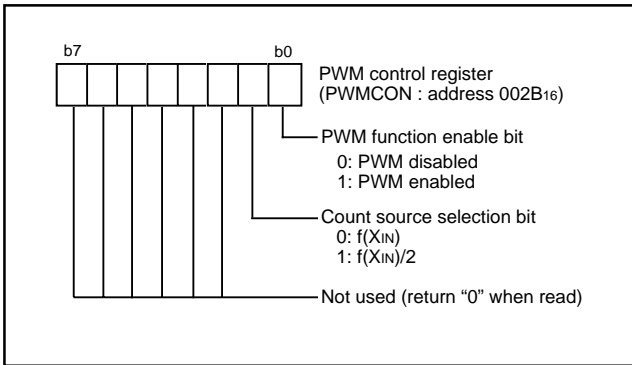 b7 b0
PWM control register
(PWMCON : address 002B16)
PWM function enable bit
0: PWM disabled
1: PWM enabled
Count source selection bit
0: f(XIN)
1: f(XIN)/2
Not used (return “0” when read)